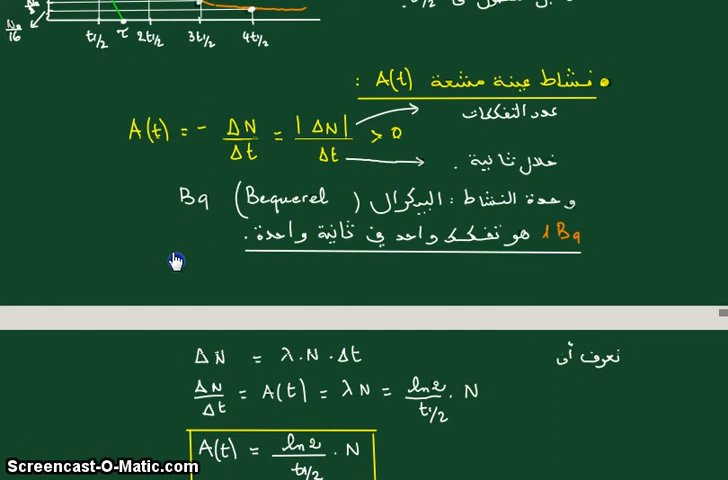 N₀/16
t1/2 τ 2t1/2 3t1/2 4t1/2
• نشاط عينة مشعة A(t) :
A(t) = - ΔN/Δt = |ΔN|/Δt > 0
عدد التفككات
خلال ثانية .
وحدة النشاط : البيكرال ( Bequerel ) Bq
1 Bq هو تفكك واحد في ثانية واحدة .
نعرف أن
ΔN = λ.N.Δt
ΔN/Δt = A(t) = λN = ln2/t1/2 . N
A(t) = ln2/t1/2 . N
Screencast-O-Matic.com